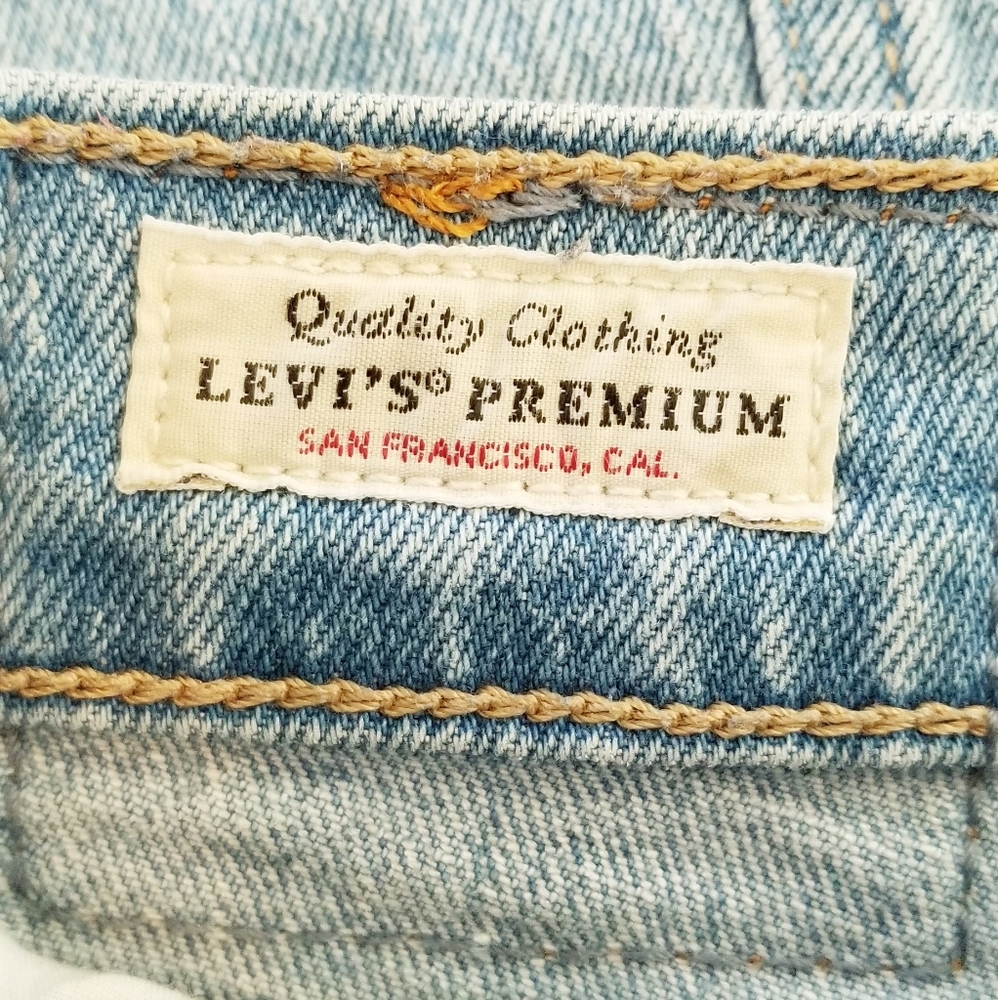 Quality Clothing
LEVI'S® PREMIUM
SAN FRANCISCO, CAL.